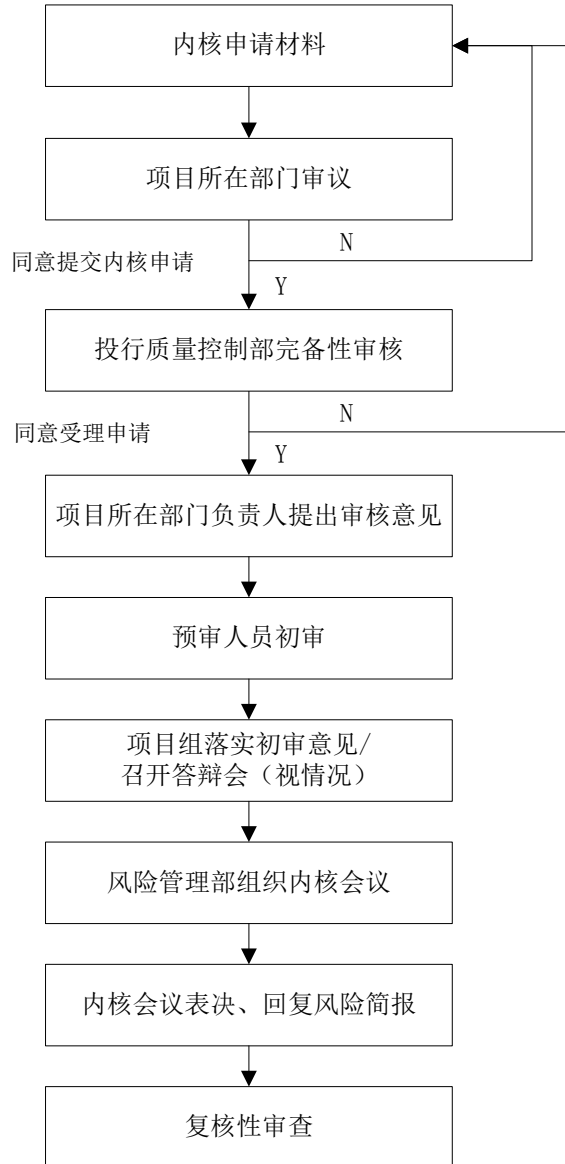 内核申请材料
项目所在部门审议
N
同意提交内核申请
Y
投行质量控制部完备性审核
N
同意受理申请
Y
项目所在部门负责人提出审核意见
预审人员初审
项目组落实初审意见/
召开答辩会（视情况）
风险管理部组织内核会议
内核会议表决、回复风险简报
复核性审查